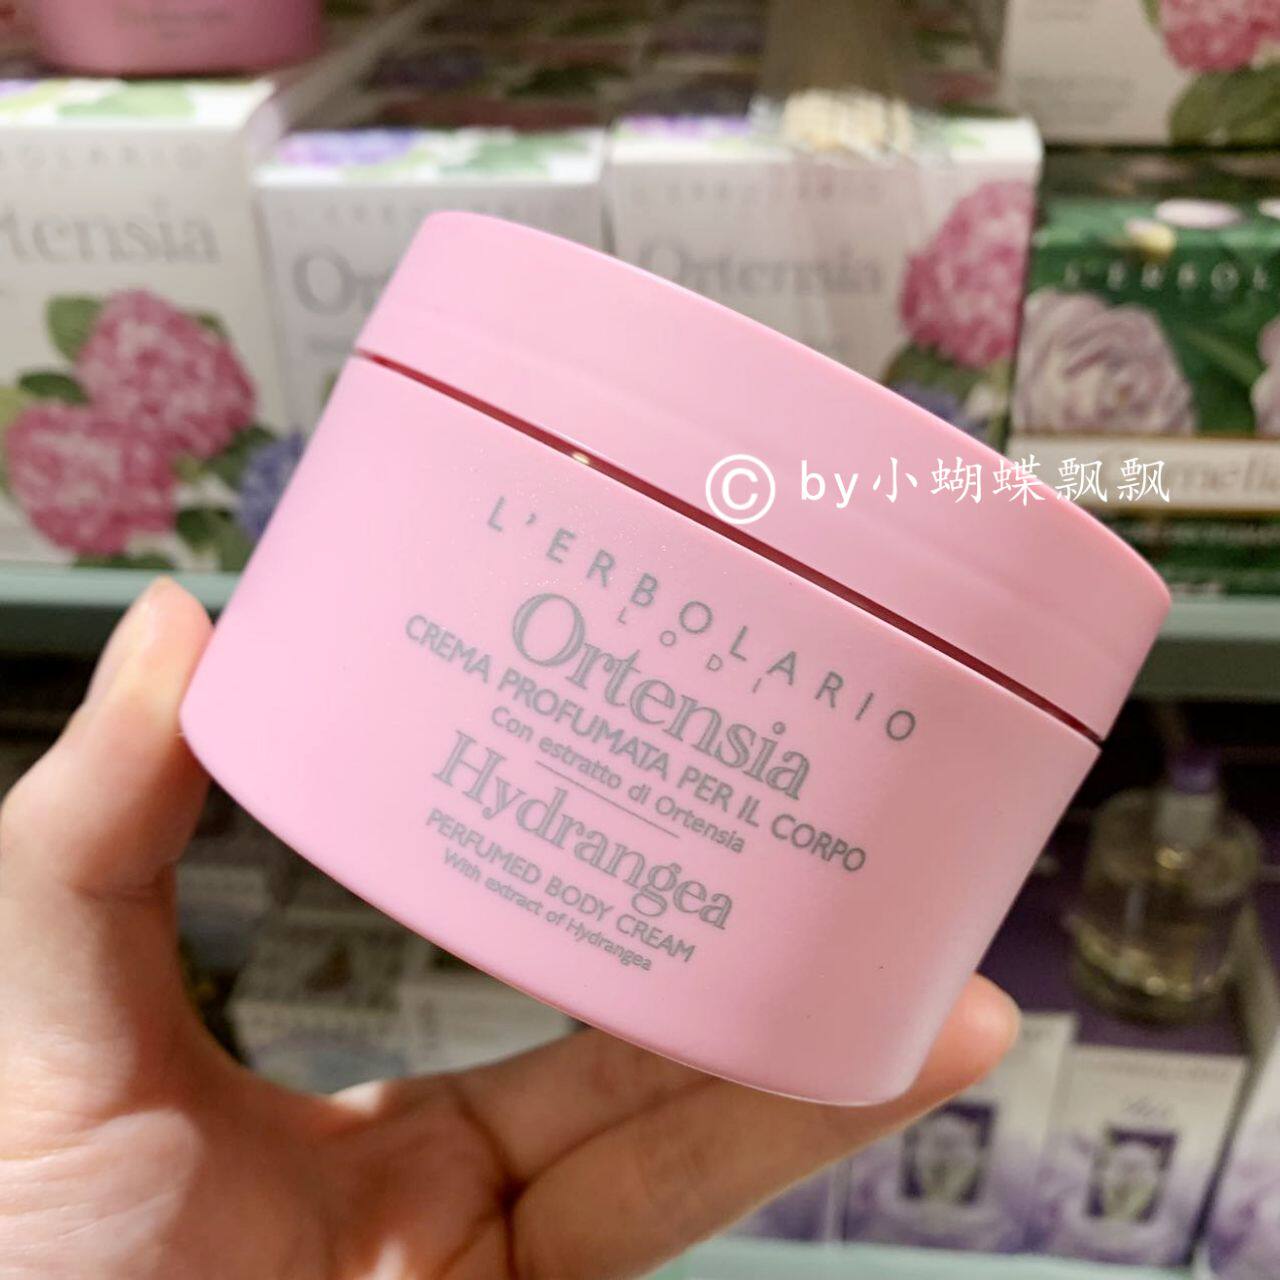 L'ERBOLARIO
LODI
Ortensia
CREMA PROFUMATA PER IL CORPO
Con estratto di Ortensia
Hydrangea
PERFUMED BODY CREAM
With extract of Hydrangea
© by小蝴蝶飘飘
Ortensia
L'ERBOLARIO
Ortensia
L'ERBOL